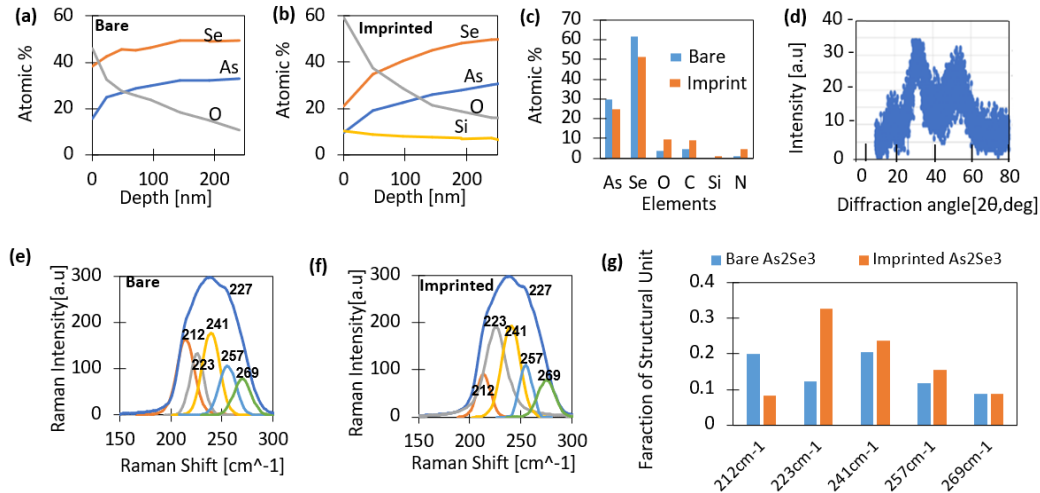 (a)
Bare
Atomic %
60
40
20
0
Se
As
O
0
100
200
Depth [nm]
(b)
Imprinted
Atomic %
60
40
20
0
Se
As
O
Si
0
100
200
Depth [nm]
(c)
Atomic %
70
60
50
40
30
20
10
0
Bare
Imprint
As Se O C Si N
Elements
(d)
Intensity [a.u]
40
30
20
10
0
0 20 40 60 80
Diffraction angle[2θ,deg]
(e)
Bare
Raman Intensity[a.u]
300
200
100
0
227
212
241
223
257
269
150 200 250 300
Raman Shift [cm^-1]
(f)
Imprinted
Raman Intensity[a.u]
300
200
100
0
227
223
241
257
212
269
150 200 250 300
Raman Shift [cm^-1]
(g)
Bare As2Se3
Imprinted As2Se3
Faraction of Structural Unit
0.4
0.3
0.2
0.1
0
212cm-1
223cm-1
241cm-1
257cm-1
269cm-1